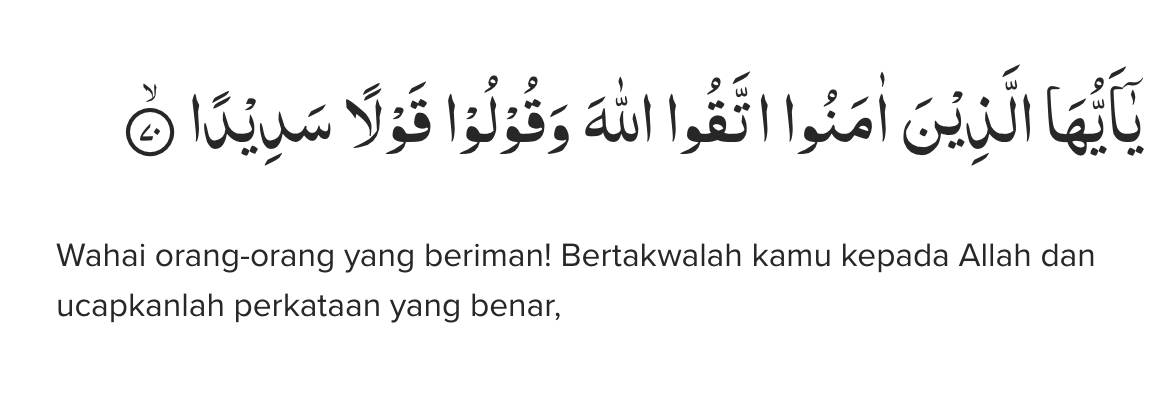 يٰٓاَيُّهَا الَّذِيْنَ اٰمَنُوا اتَّقُوا اللّٰهَ وَقُوْلُوْا قَوْلًا سَدِيْدًاۙ ٧٠
Wahai orang-orang yang beriman! Bertakwalah kamu kepada Allah dan
ucapkanlah perkataan yang benar,